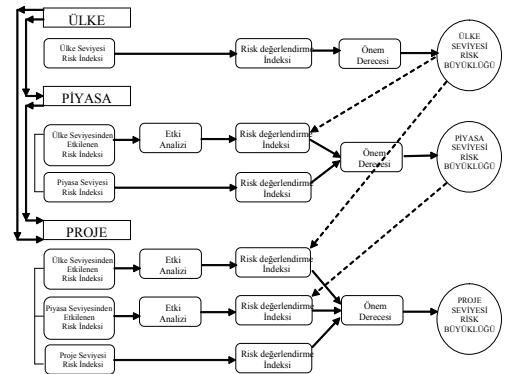 ÜLKE
Ülke Seviyesi
Risk İndeksi
Risk değerlendirme
İndeksi
Önem
Derecesi
ÜLKE
SEVİYESİ
RİSK
BÜYÜKLÜĞÜ
PİYASA
Ülke Seviyesinden
Etkilenen
Risk İndeksi
Etki
Analizi
Risk değerlendirme
İndeksi
Piyasa Seviyesi
Risk İndeksi
Risk değerlendirme
İndeksi
Önem
Derecesi
PİYASA
SEVİYESİ
RİSK
BÜYÜKLÜĞÜ
PROJE
Ülke Seviyesinden
Etkilenen
Risk İndeksi
Etki
Analizi
Risk değerlendirme
İndeksi
Piyasa Seviyesinden
Etkilenen
Risk İndeksi
Etki
Analizi
Risk değerlendirme
İndeksi
Proje Seviyesi
Risk İndeksi
Risk değerlendirme
İndeksi
Önem
Derecesi
PROJE
SEVİYESİ
RİSK
BÜYÜKLÜĞÜ